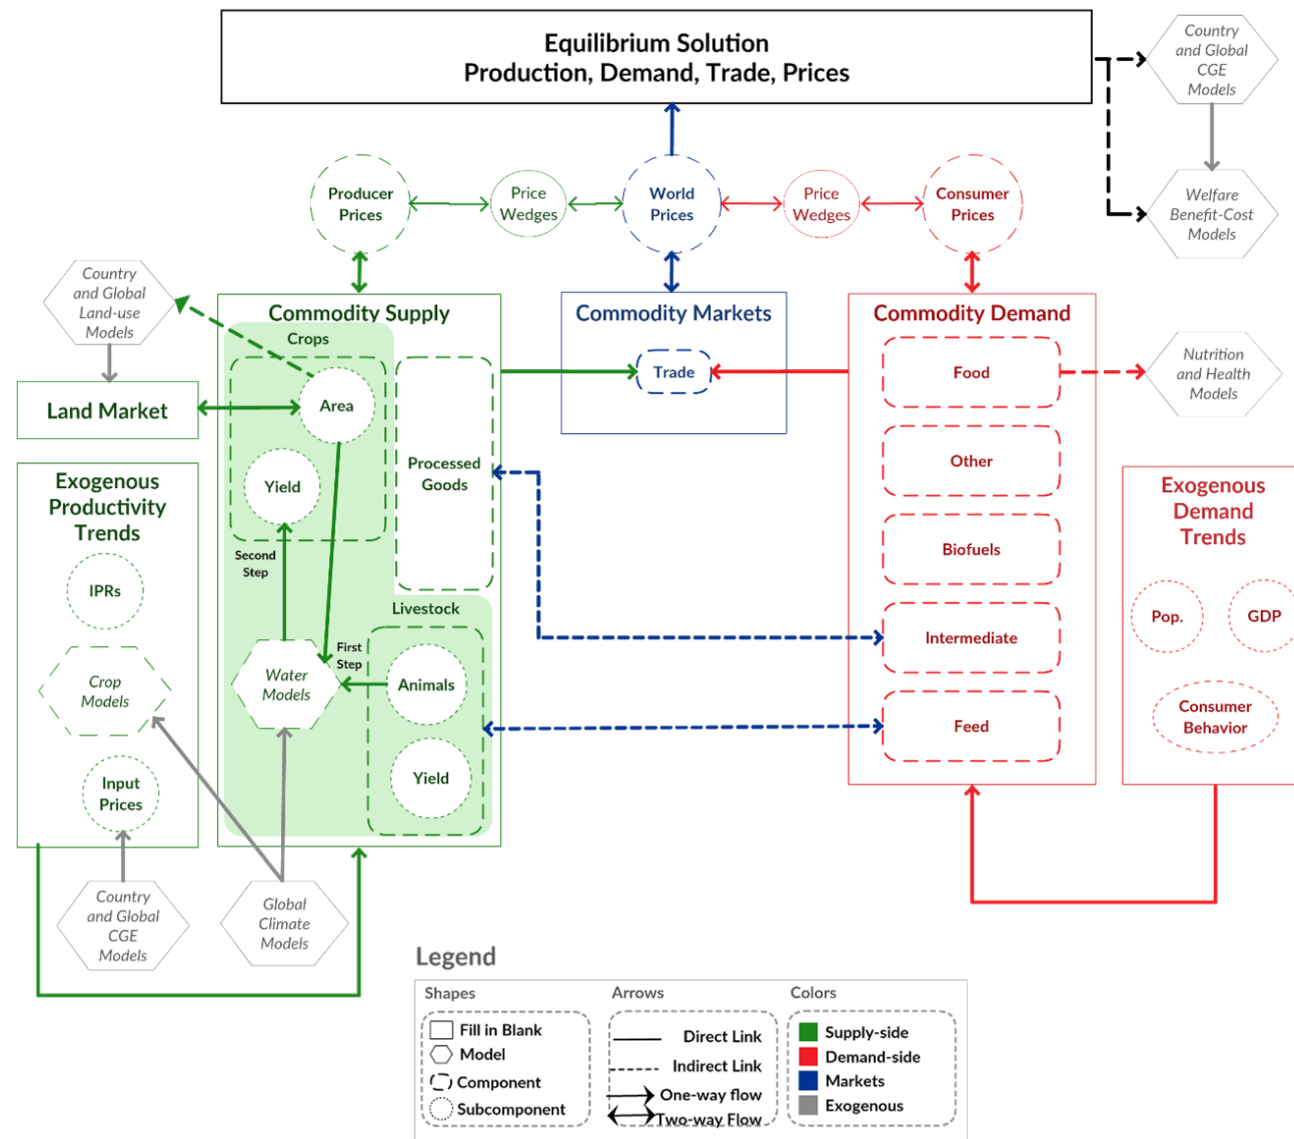 Equilibrium Solution
Production, Demand, Trade, Prices
Country
and Global
CGE
Models
Producer
Prices
Price
Wedges
World
Prices
Price
Wedges
Consumer
Prices
Welfare
Benefit-Cost
Models
Country
and Global
Land-use
Models
Commodity Supply
Crops
Commodity Markets
Trade
Commodity Demand
Food
Nutrition
and Health
Models
Land Market
Area
Yield
Processed
Goods
Other
Exogenous
Productivity
Trends
IPRs
Crop
Models
Input
Prices
Second
Step
Biofuels
Exogenous
Demand
Trends
Pop.
GDP
Consumer
Behavior
Livestock
First
Step
Water
Models
Animals
Yield
Intermediate
Feed
Country
and Global
CGE
Models
Global
Climate
Models
Legend
Shapes
Fill in Blank
Model
Component
Subcomponent
Arrows
Direct Link
Indirect Link
One-way flow
Two-way Flow
Colors
Supply-side
Demand-side
Markets
Exogenous